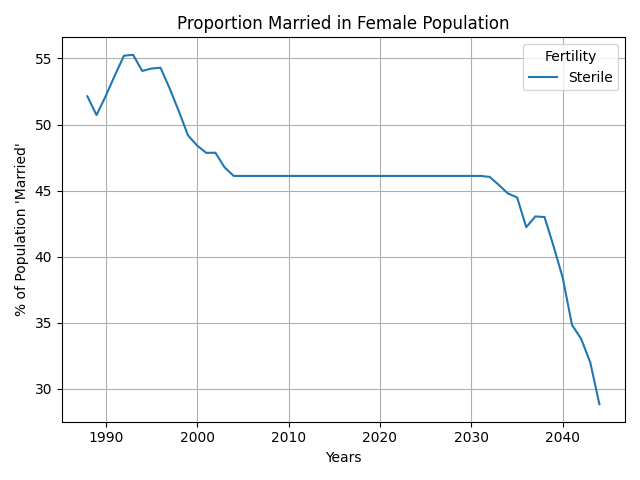 Proportion Married in Female Population
Fertility
Sterile
% of Population 'Married'
55
50
45
40
35
30
1990
2000
2010
2020
2030
2040
Years